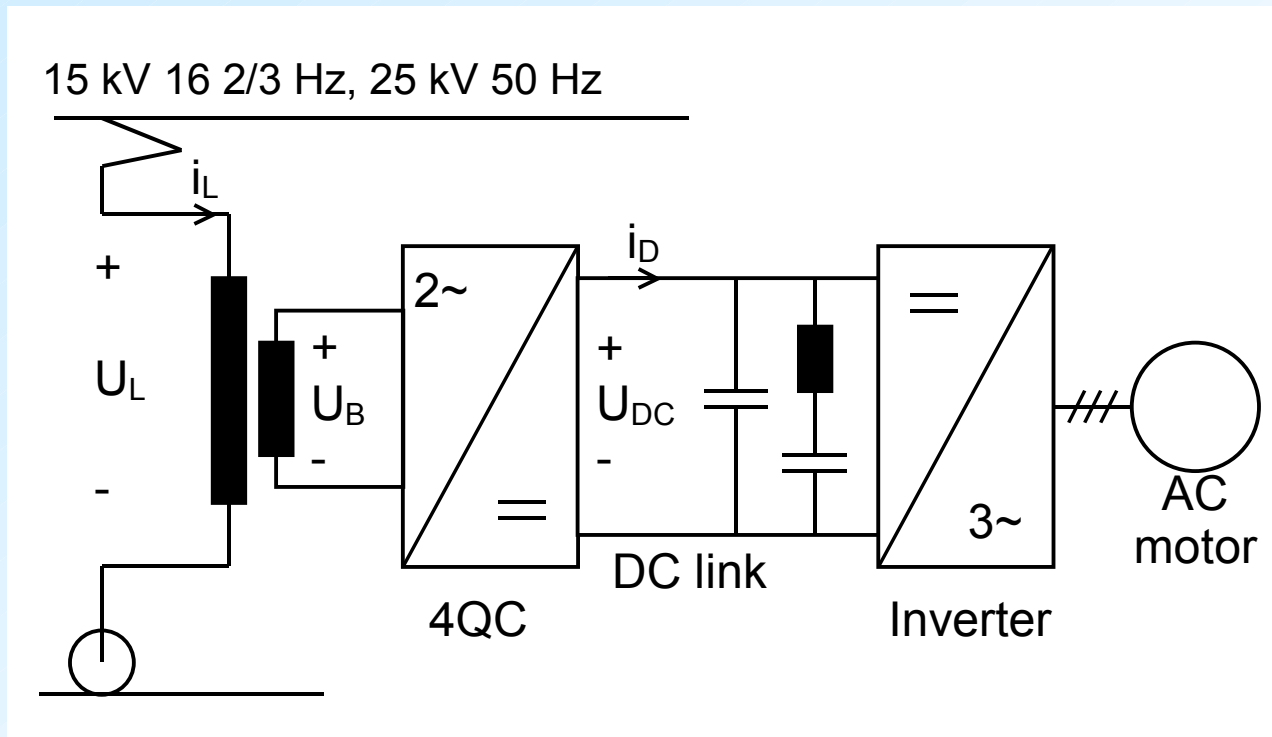 15 kV 16 2/3 Hz, 25 kV 50 Hz
iL
+
UL
-
2~
+
UB
-
4QC
iD
+
UDC
-
DC link
3~
Inverter
AC
motor